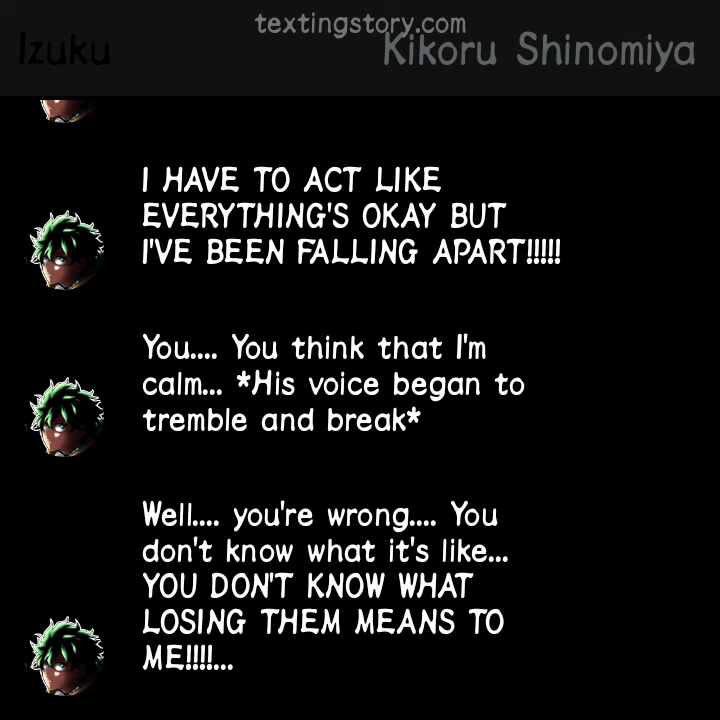 textingstory.com
Izuku
Kikoru Shinomiya
I HAVE TO ACT LIKE
EVERYTHING'S OKAY BUT
I'VE BEEN FALLING APART!!!!!
You.... You think that I'm
calm... *His voice began to
tremble and break*
Well.... you're wrong.... You
don't know what it's like...
YOU DON'T KNOW WHAT
LOSING THEM MEANS TO
ME!!!!...